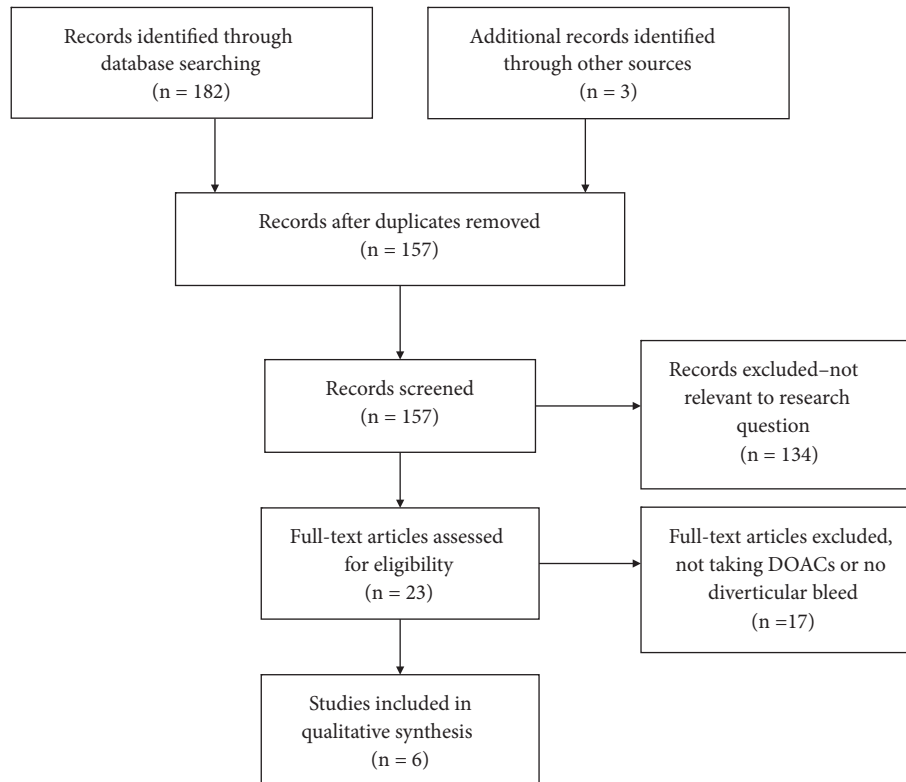 Records identified through
database searching
(n = 182)
Additional records identified
through other sources
(n = 3)
Records after duplicates removed
(n = 157)
Records screened
(n = 157)
Records excluded–not
relevant to research
question
(n = 134)
Full-text articles assessed
for eligibility
(n = 23)
Full-text articles excluded,
not taking DOACs or no
diverticular bleed
(n =17)
Studies included in
qualitative synthesis
(n = 6)